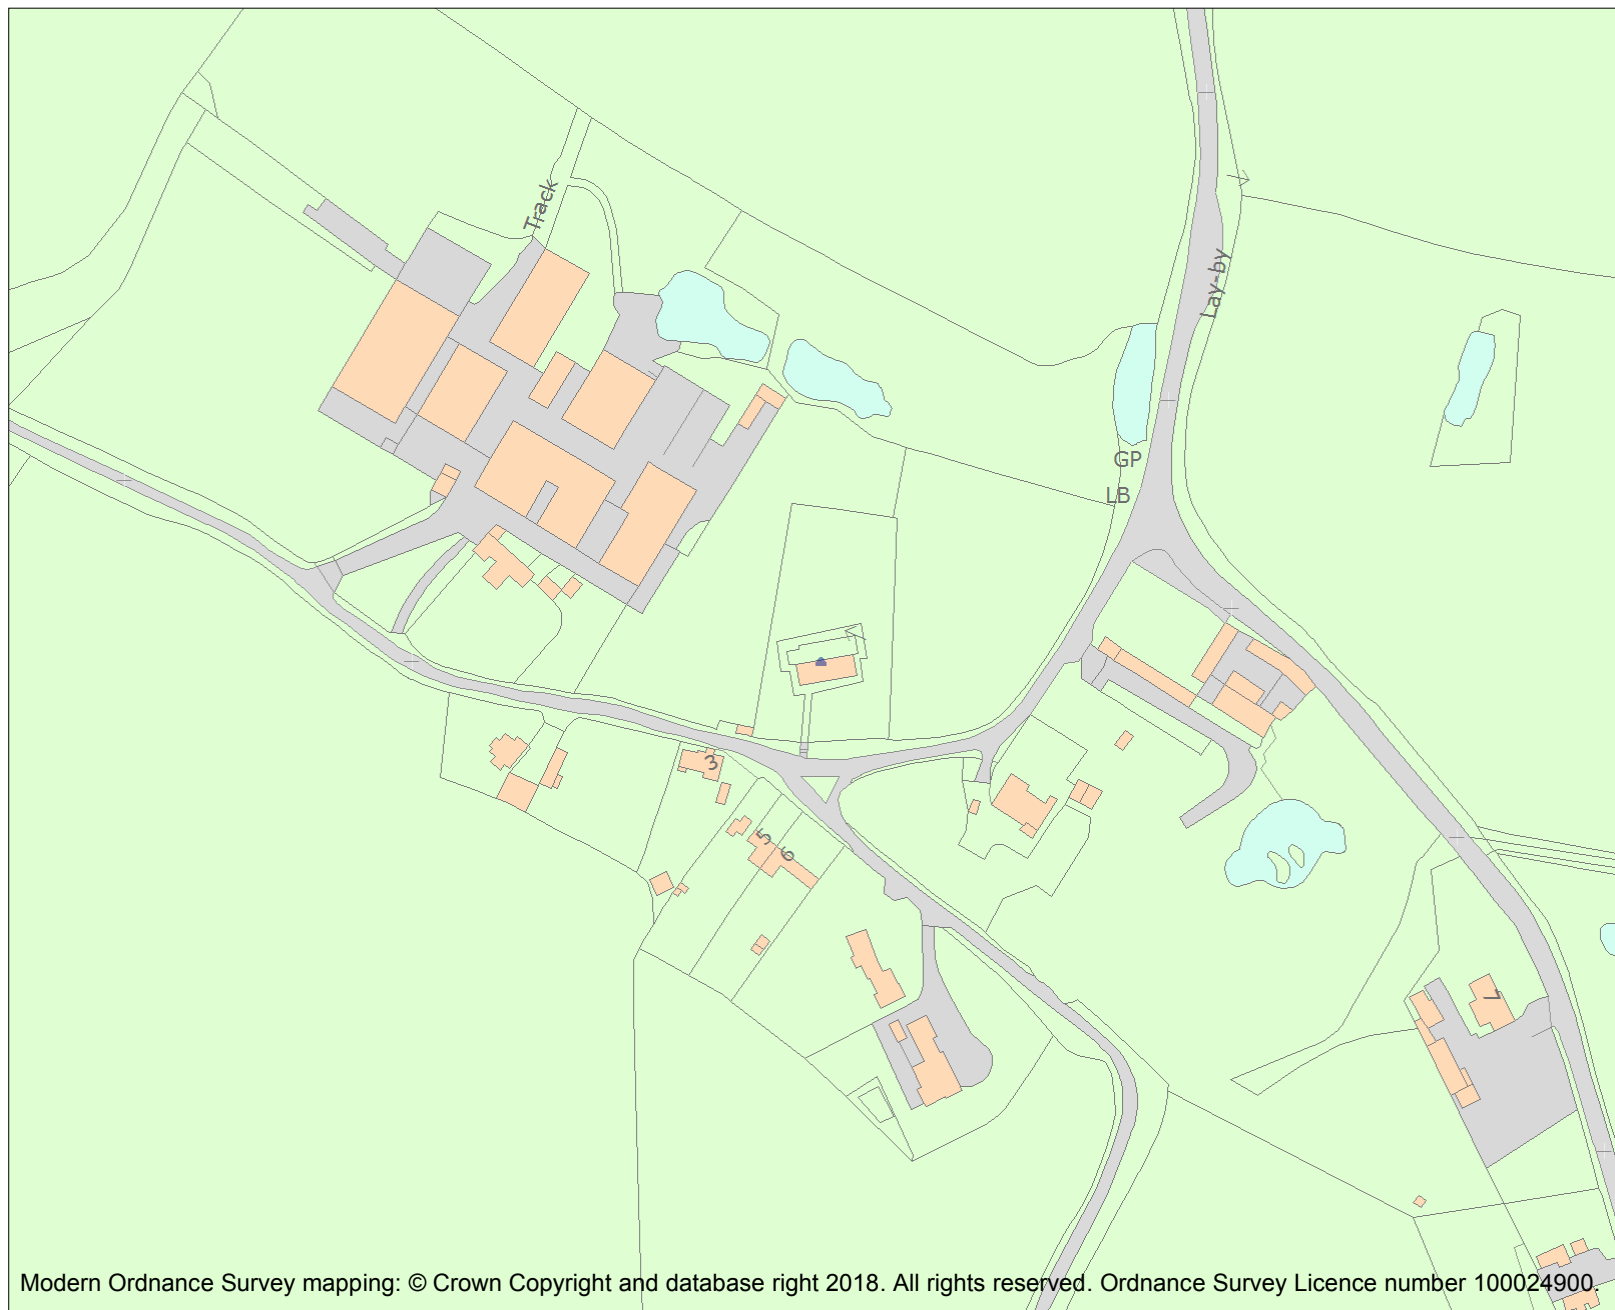 Track
Lay-by
GP
LB
3
5
6
7
Modern Ordnance Survey mapping: © Crown Copyright and database right 2018. All rights reserved. Ordnance Survey Licence number 100024900.